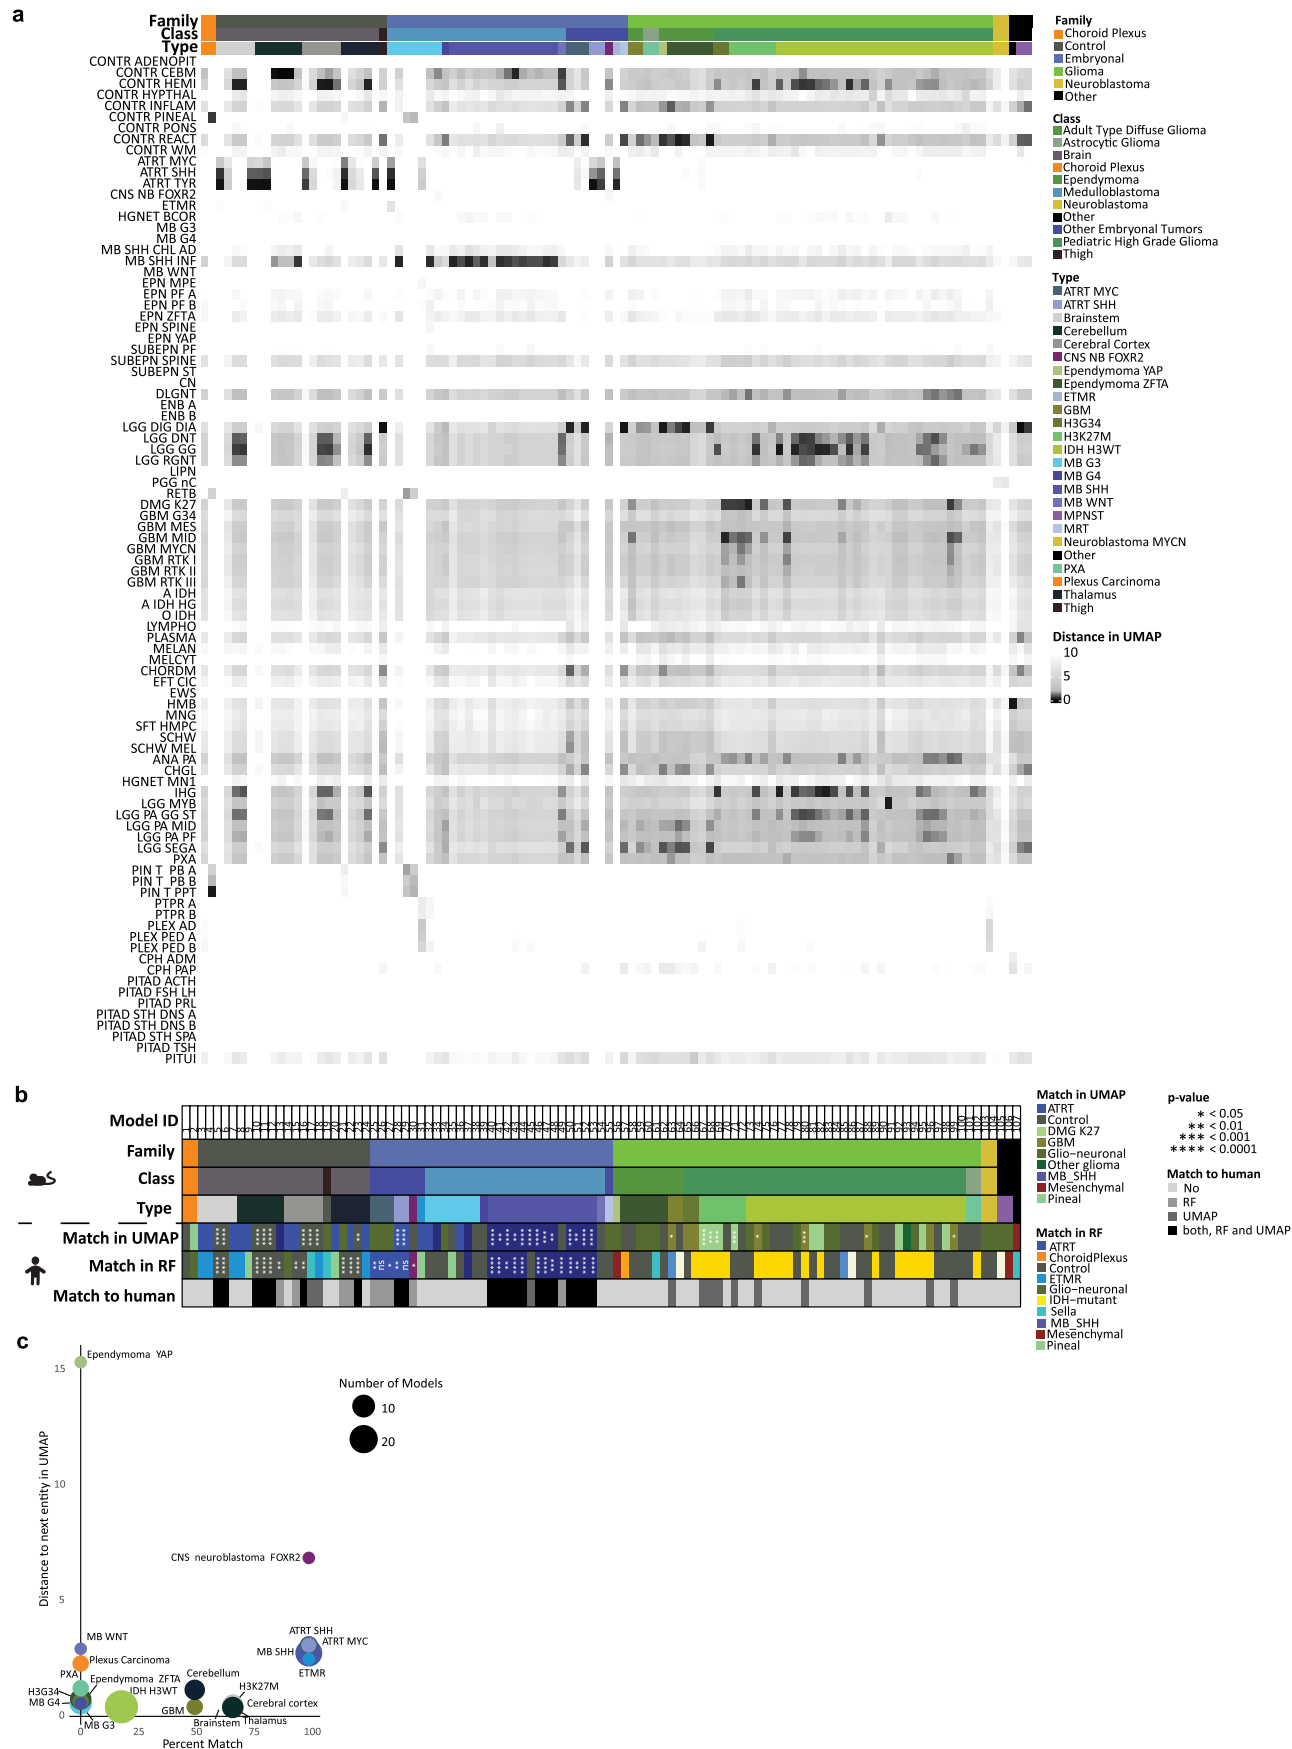 a
Family
Class
Type
CONTR ADENOPIT
CONTR CEBM
CONTR HEMI
CONTR HYPTHAL
CONTR INFLAM
CONTR PINEAL
CONTR PONS
CONTR REACT
CONTR WM
ATRT MYC
ATRT SHH
ATRT TYR
CNS NB FOXR2
ETMR
HGNET BCOR
MB G3
MB G4
MB SHH CHL AD
MB SHH INF
MB WNT
EPN MPE
EPN PF A
EPN PF B
EPN ZFTA
EPN SPINE
EPN YAP
SUBEPN PF
SUBEPN SPINE
SUBEPN ST
CN
DLGNT
ENB A
ENB B
LGG DIG DIA
LGG DNT
LGG GG
LGG RGNT
LIPN
PGG nC
RETB
DMG K27
GBM G34
GBM MES
GBM MID
GBM MYCN
GBM RTK I
GBM RTK II
GBM RTK III
A IDH
A IDH HG
O IDH
LYMPHO
PLASMA
MELAN
MELCYT
CHORDM
EFT CIC
EWS
HMB
MNG
SFT HMPC
SCHW
SCHW MEL
ANA PA
CHGL
HGNET MN1
IHG
LGG MYB
LGG PA GG ST
LGG PA MID
LGG PA PF
LGG SEGA
PXA
PIN T PB A
PIN T PB B
PIN T PPT
PTPR A
PTPR B
PLEX AD
PLEX PED A
PLEX PED B
CPH ADM
CPH PAP
PITAD ACTH
PITAD FSH LH
PITAD PRL
PITAD STH DNS A
PITAD STH DNS B
PITAD STH SPA
PITAD TSH
PITUI
Family
Choroid Plexus
Control
Embryonal
Glioma
Neuroblastoma
Other
Class
Adult Type Diffuse Glioma
Astrocytic Glioma
Brain
Choroid Plexus
Ependymoma
Medulloblastoma
Neuroblastoma
Other
Other Embryonal Tumors
Pediatric High Grade Glioma
Thigh
Type
ATRT MYC
ATRT SHH
Brainstem
Cerebellum
Cerebral Cortex
CNS NB FOXR2
Ependymoma YAP
Ependymoma ZFTA
ETMR
GBM
H3G34
H3K27M
IDH H3WT
MB G3
MB G4
MB SHH
MB WNT
MPNST
MRT
Neuroblastoma MYCN
Other
PXA
Plexus Carcinoma
Thalamus
Thigh
Distance in UMAP
10
5
0
b
Model ID
Family
Class
Type
Match in UMAP
Match in RF
ns ns
Match to human
Match in UMAP
ATRT
Control
DMG K27
GBM
Glio-neuronal
Other glioma
MB_SHH
Mesenchymal
Pineal
Match in RF
ATRT
ChoroidPlexus
Control
ETMR
Glio-neuronal
IDH-mutant
Sella
MB_SHH
Mesenchymal
Pineal
p-value
* < 0.05
** < 0.01
*** < 0.001
**** < 0.0001
Match to human
No
RF
UMAP
both, RF and UMAP
c
Distance to next entity in UMAP
15
10
5
0
Ependymoma YAP
Number of Models
10
20
CNS neuroblastoma FOXR2
MB WNT
Plexus Carcinoma
PXA
Ependymoma ZFTA
H3G34
IDH H3WT
MB G4
MB G3
Cerebellum
GBM
Brainstem
H3K27M
Cerebral cortex
Thalamus
ATRT SHH
ATRT MYC
MB SHH
ETMR
0 25 50 75 100
Percent Match